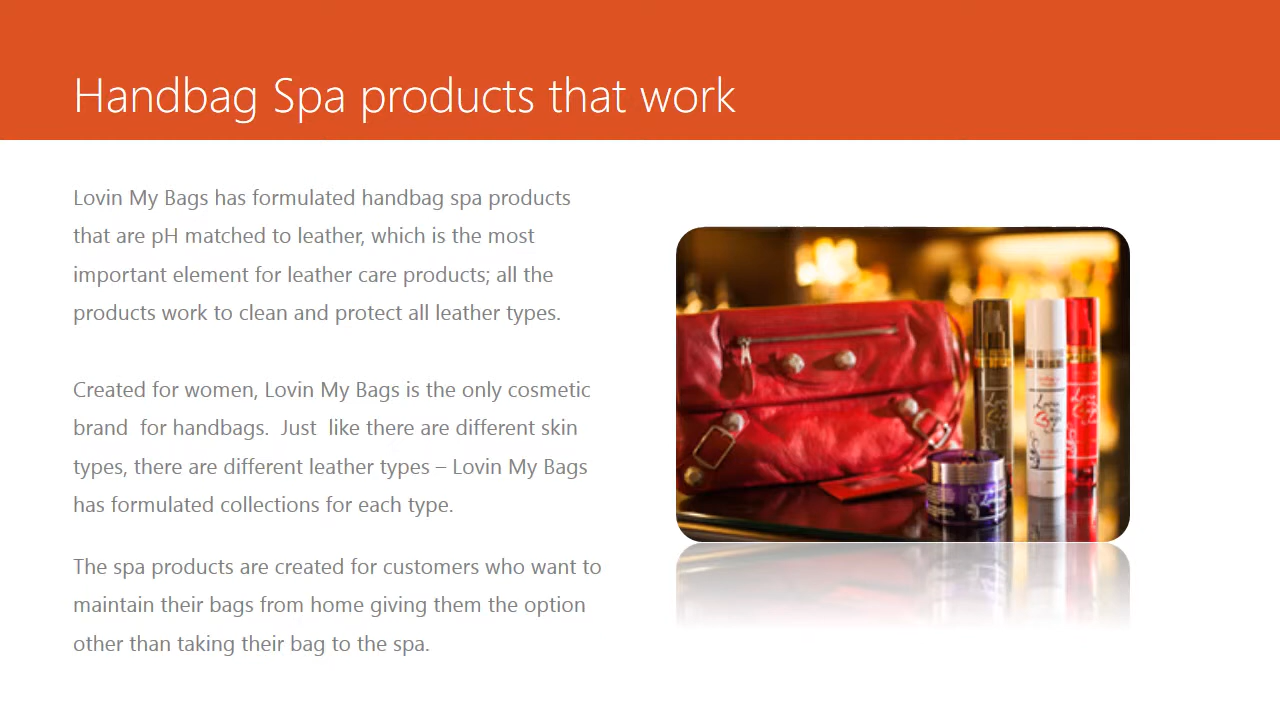 Handbag Spa products that work
Lovin My Bags has formulated handbag spa products
that are pH matched to leather, which is the most
important element for leather care products; all the
products work to clean and protect all leather types.
Created for women, Lovin My Bags is the only cosmetic
brand  for handbags.  Just  like there are different skin
types, there are different leather types – Lovin My Bags
has formulated collections for each type.
The spa products are created for customers who want to
maintain their bags from home giving them the option
other than taking their bag to the spa.